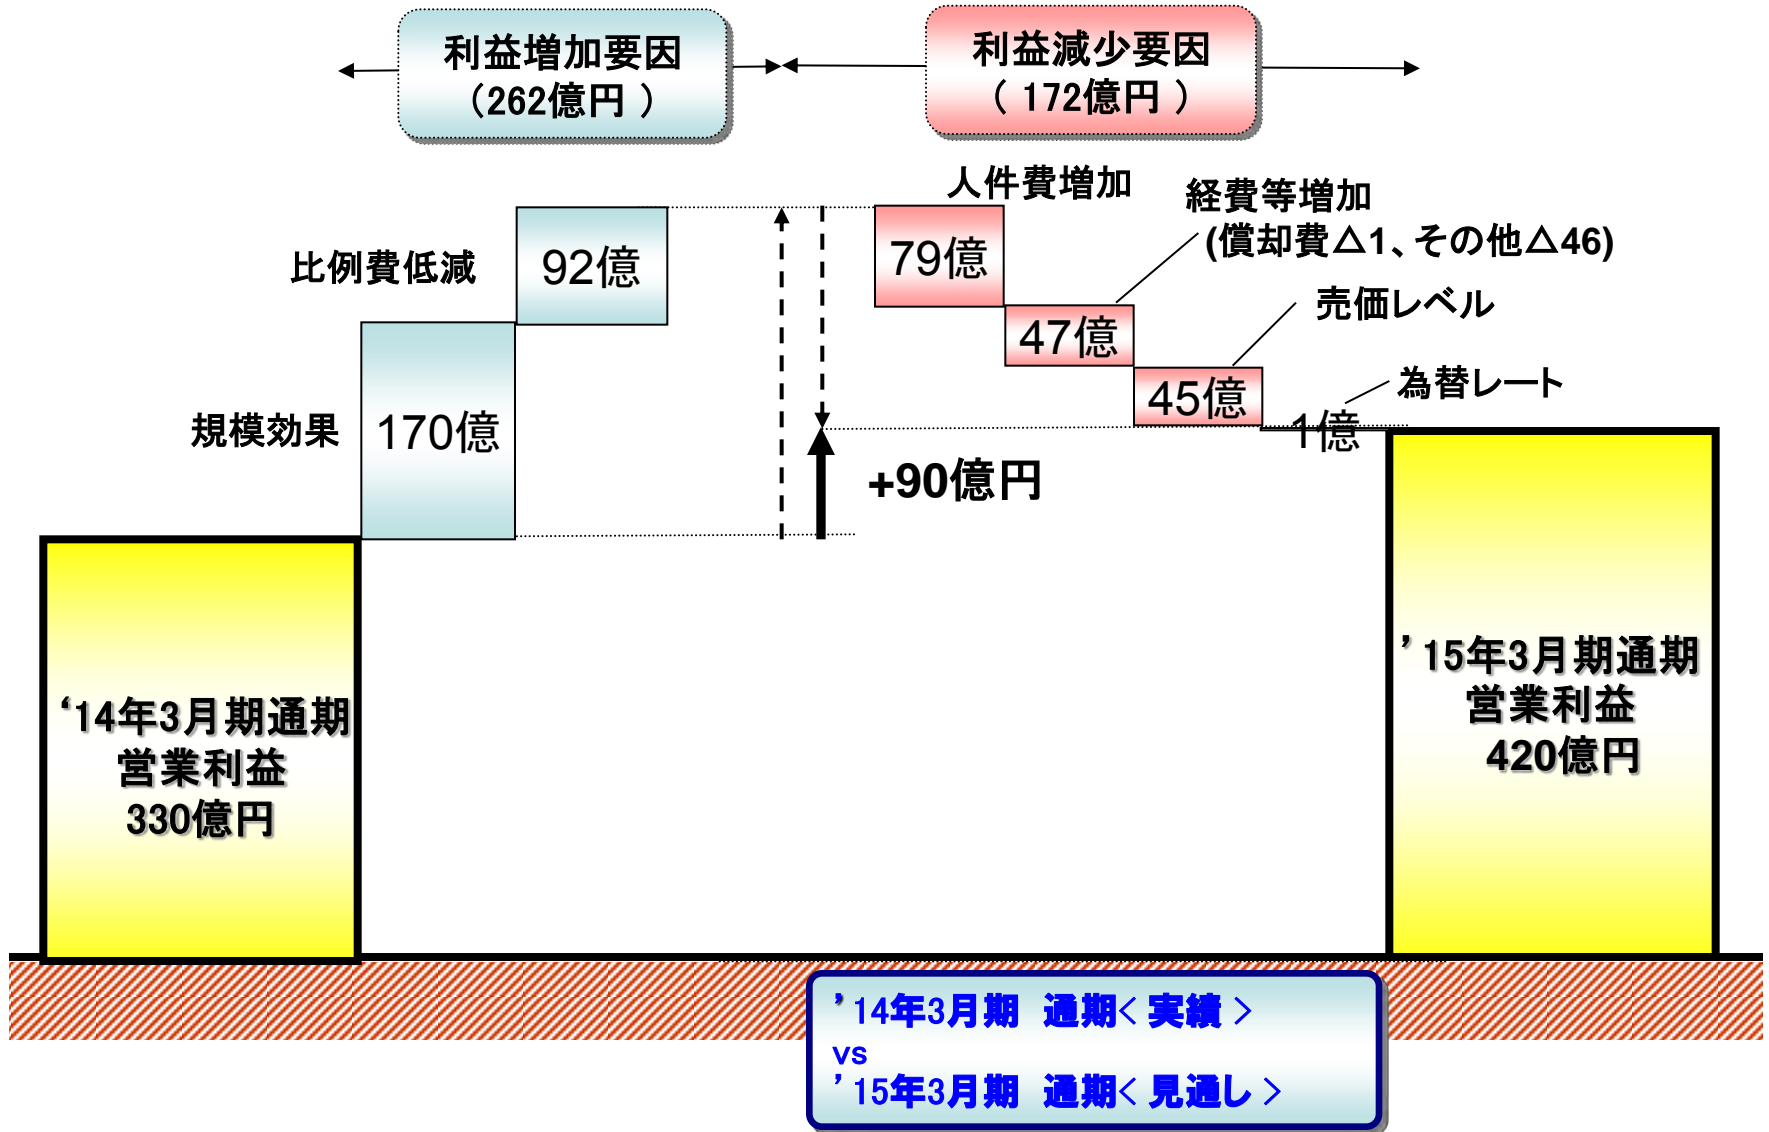 利益増加要因
（262億円 ）
利益減少要因
（ 172億円 ）
人件費増加
経費等増加
(償却費△1、その他△46)
売価レベル
為替レート
比例費低減
92億
79億
47億
45億
1億
規模効果
170億
+90億円
‘14年3月期通期
営業利益
330億円
’15年3月期通期
営業利益
420億円
’14年3月期　通期＜実績＞
vs
’15年3月期　通期＜見通し＞